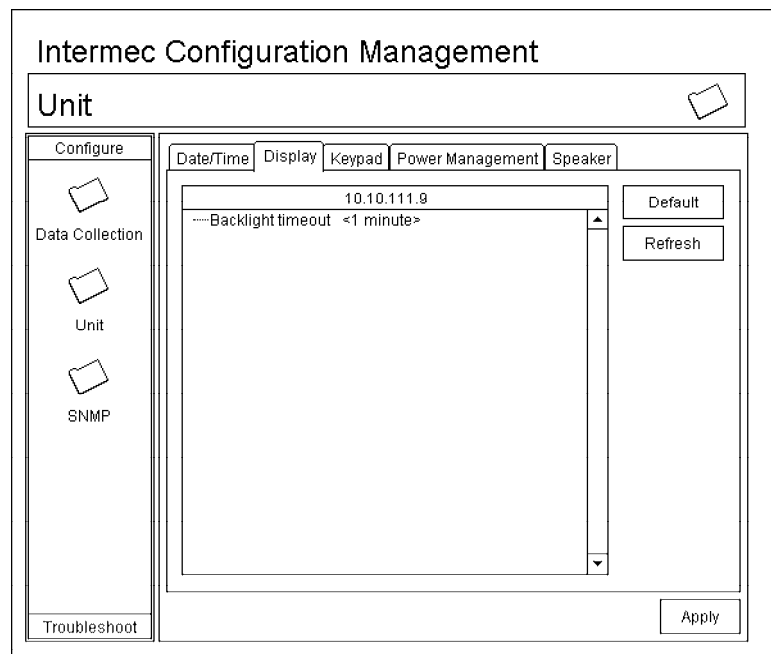 Intermec Configuration Management
Unit
Configure
Data Collection
Unit
SNMP
Troubleshoot
Date/Time Display Keypad Power Management Speaker
10.10.111.9
Backlight timeout <1 minute>
Default
Refresh
Apply